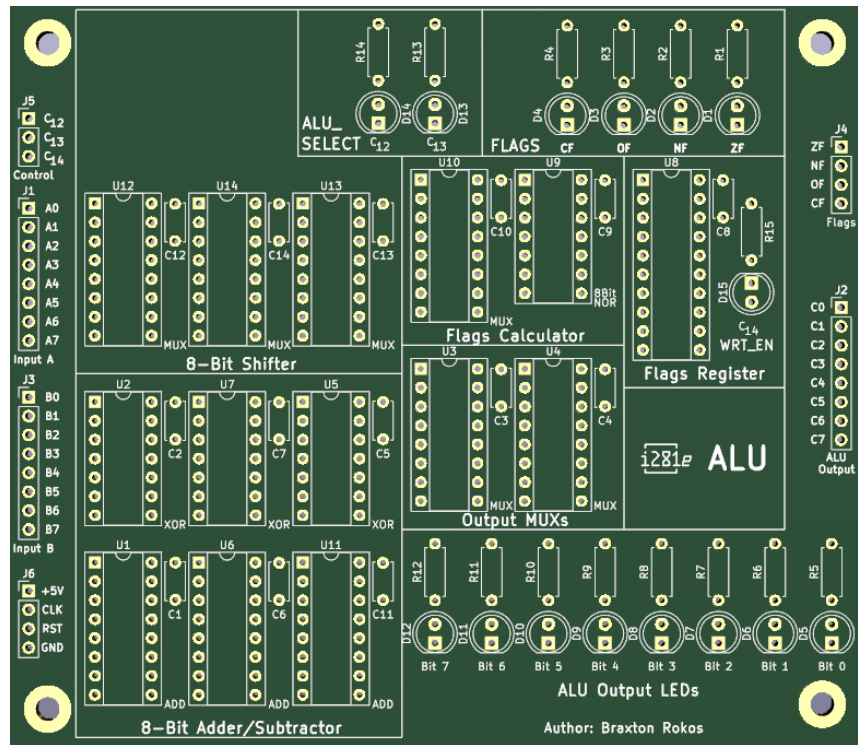 R14
R13
R4
R3
R2
R1
J5
C12
C13
C14
Control
D14
D13
C12
C13
ALU_
SELECT
D4
D3
D2
D1
FLAGS
CF
OF
NF
ZF
J4
ZF
NF
OF
CF
Flags
J1
A0
A1
A2
A3
A4
A5
A6
A7
Input A
U12
U14
U13
C12
C14
C13
MUX
MUX
MUX
8-Bit Shifter
U10
U9
C10
C9
8Bit
NOR
MUX
Flags Calculator
U8
C8
R15
D15
C14
WRT_EN
Flags Register
J2
C0
C1
C2
C3
C4
C5
C6
C7
ALU
Output
J3
B0
B1
B2
B3
B4
B5
B6
B7
Input B
U2
U7
U5
C2
C7
C5
XOR
XOR
XOR
U3
U4
C3
C4
MUX
MUX
Output MUXs
i281e ALU
J6
+5V
CLK
RST
GND
U1
U6
U11
C1
C6
C11
ADD
ADD
ADD
8-Bit Adder/Subtractor
R12
R11
R10
R9
R8
R7
R6
R5
D12
D11
D10
D9
D8
D7
D6
D5
Bit 7
Bit 6
Bit 5
Bit 4
Bit 3
Bit 2
Bit 1
Bit 0
ALU Output LEDs
Author: Braxton Rokos